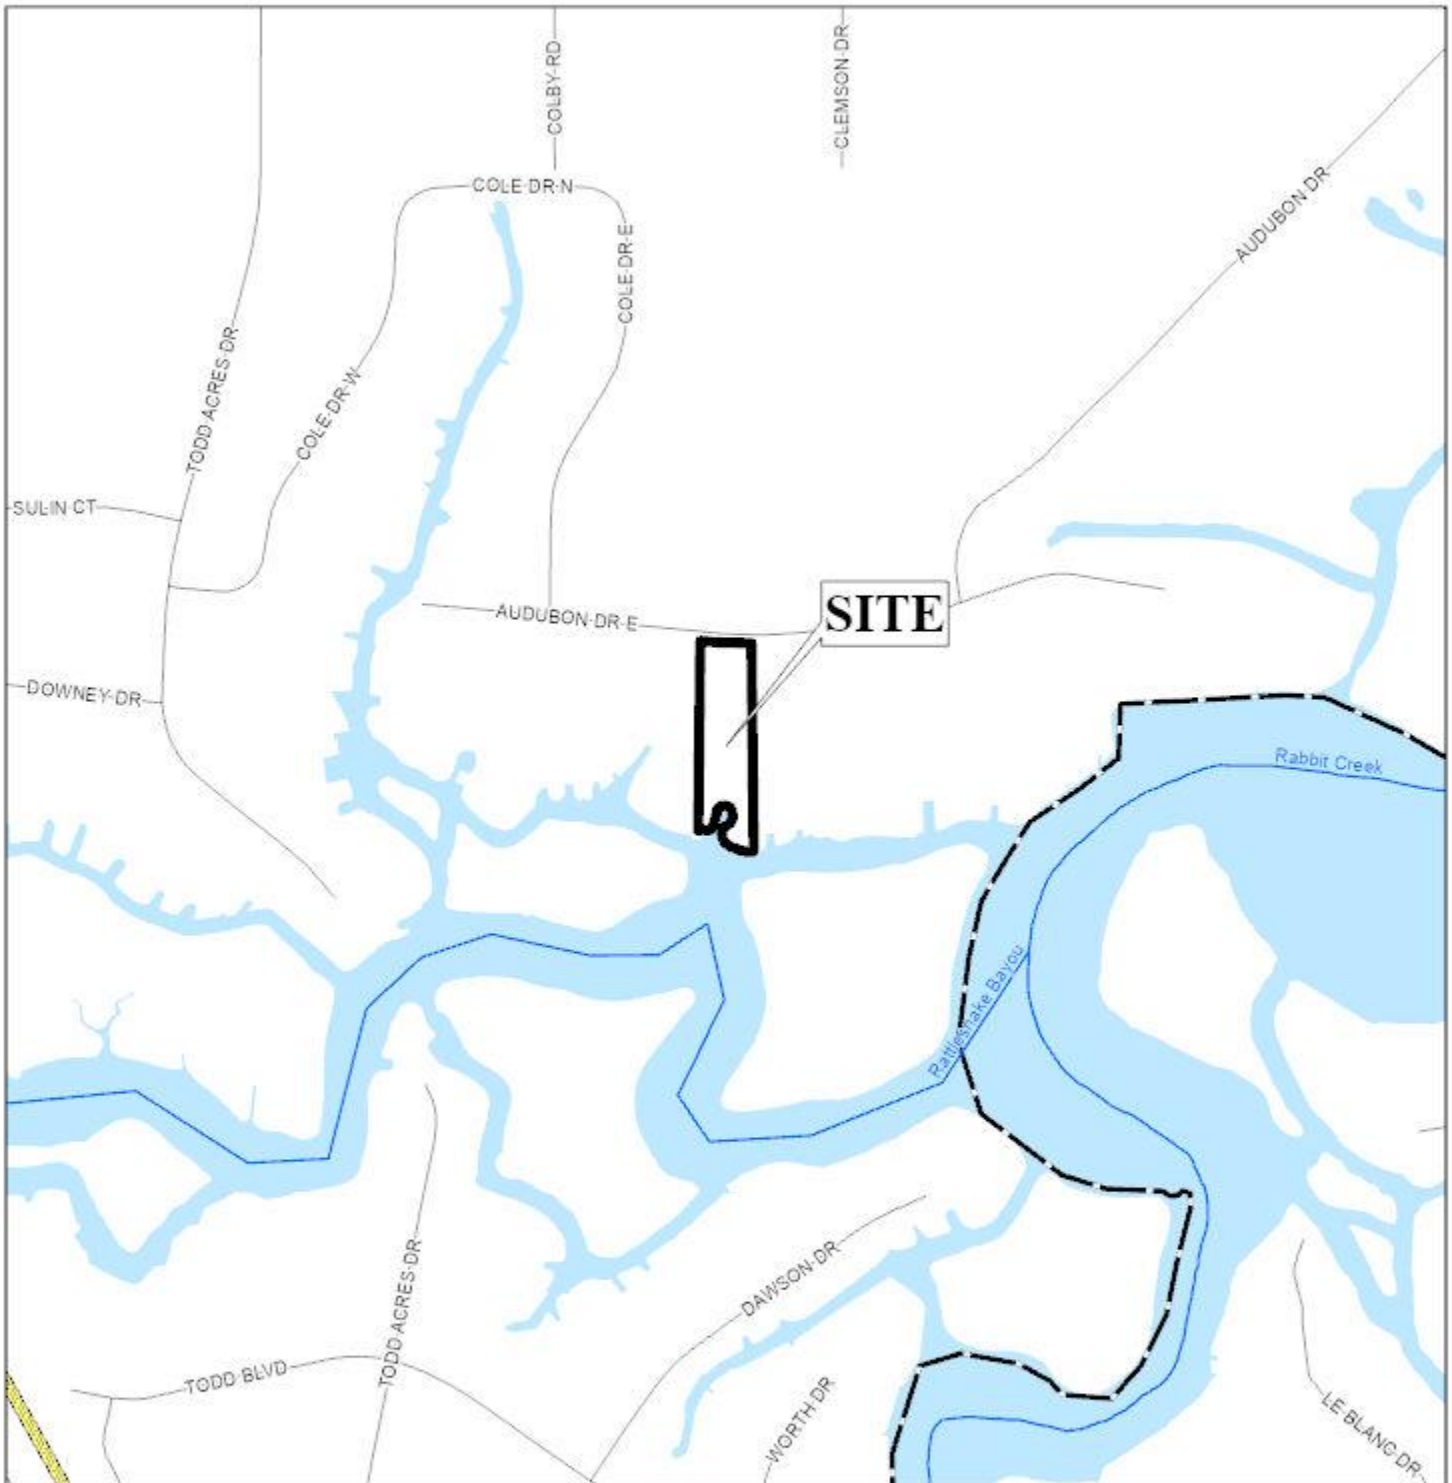 COLBY RD
CLEMSON DR
COLE DR N
AUDUBON DR
COLE DR E
TODD ACRES DR
COLE DR W
SULIN CT
SITE
AUDUBON DR E
DOWNEY DR
Rabbit Creek
Rattlesnake Bayou
DAWSON DR
TODD ACRES DR
TODD BLVD
WORTH DR
LE BLANC DR